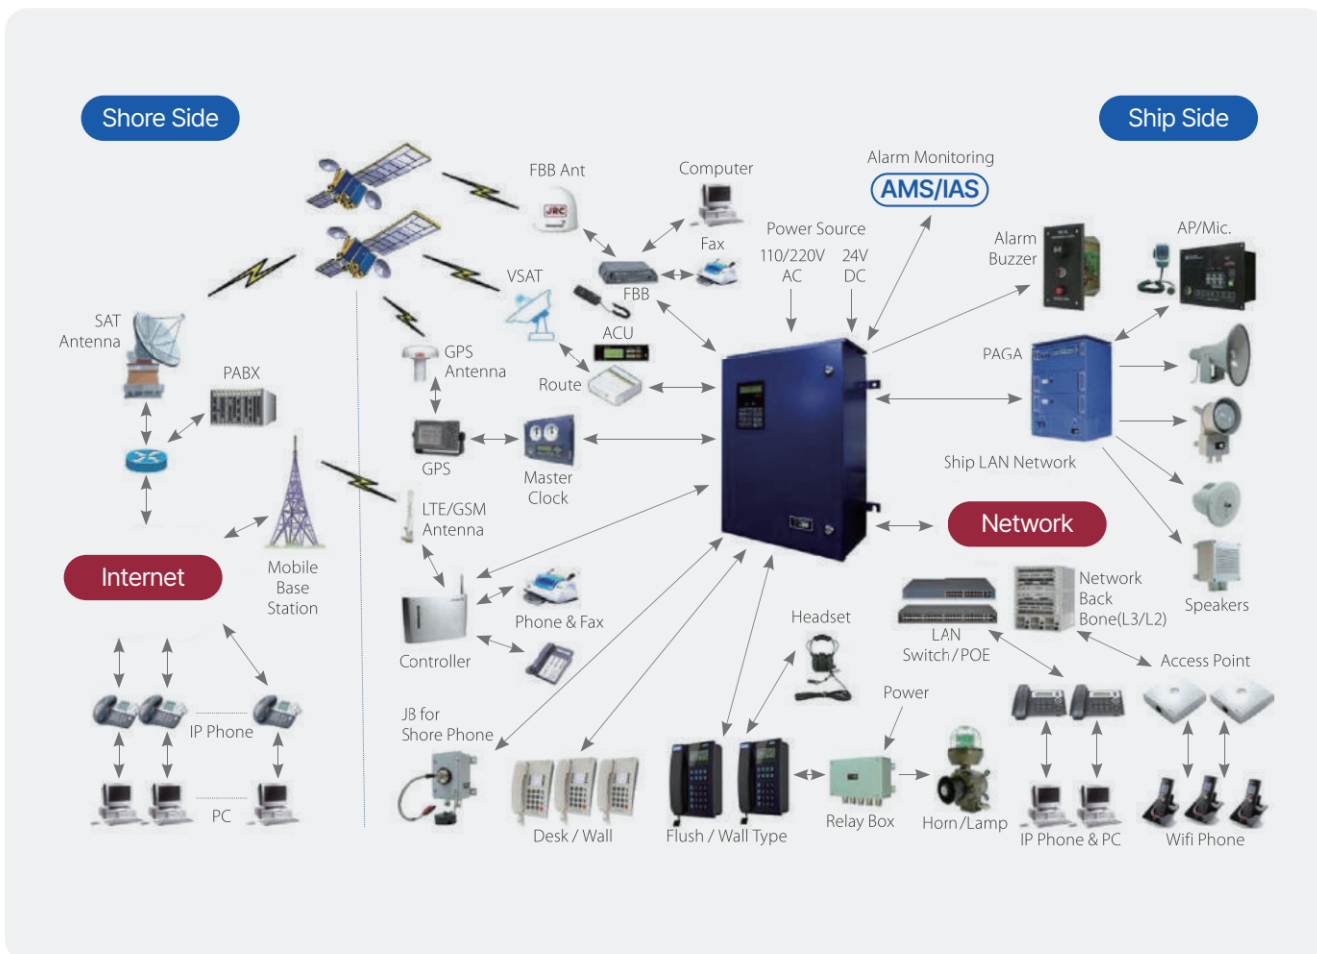 Shore Side
Ship Side
Alarm Monitoring
AMS/IAS
FBB Ant
JRC
Computer
Power Source
110/220V
AC
24V
DC
Fax
FBB
Alarm
Buzzer
AP/Mic.
VSAT
ACU
Route
SAT
Antenna
GPS
Antenna
PABX
PAGA
GPS
Master
Clock
Ship LAN Network
Network
LTE/GSM
Antenna
Internet
Mobile
Base
Station
Phone & Fax
Controller
Headset
LAN
Switch/POE
Network
Back
Bone(L3/L2)
Speakers
Access Point
Power
JB for
Shore Phone
IP Phone
PC
Desk / Wall
Flush / Wall Type
Relay Box
Horn/Lamp
IP Phone & PC
Wifi Phone